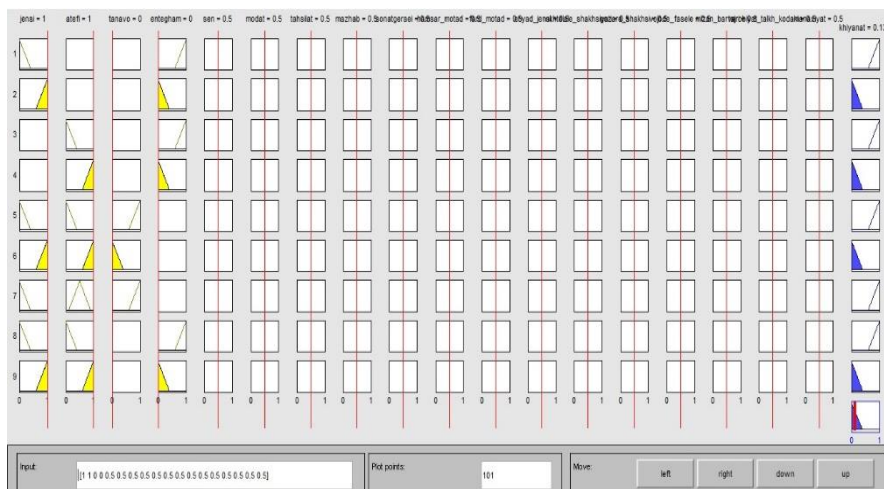 jensi = 1 atefi = 1 tanavo = 0 entegham = 0 sen = 0.5 modat = 0.5 tahsilat = 0.5 mazhab = 0.5
khiyanat =
1
2
3
4
5
6
7
8
9
0 1 0 1 0 1 0 1 0 1 0 1 0 1 0 1 0 1 0 1 0 1 0 1 0 1 0 1 0 1 0 1 0 1 0 1
0 1
Input: [1 1 0 0 0.5 0.5 0.5 0.5 0.5 0.5 0.5 0.5 0.5 0.5 0.5 0.5 0.5 0.5] Plot points: 101 Move: left right down up